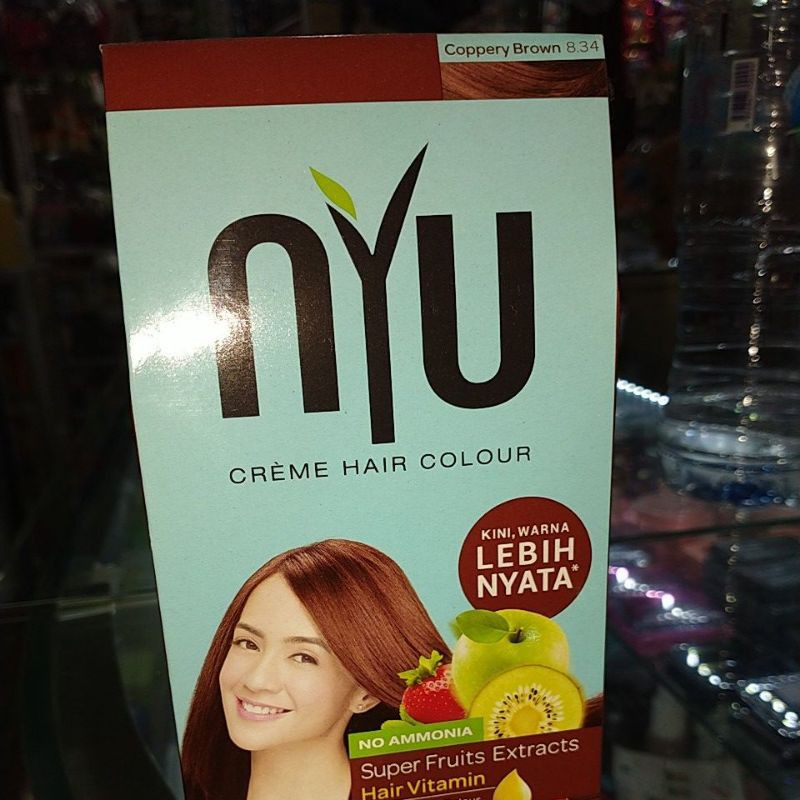 Coppery Brown 8.34
nYU
CRÈME HAIR COLOUR
KINI, WARNA
LEBIH
NYATA*
NO AMMONIA
Super Fruits Extracts
Hair Vitamin